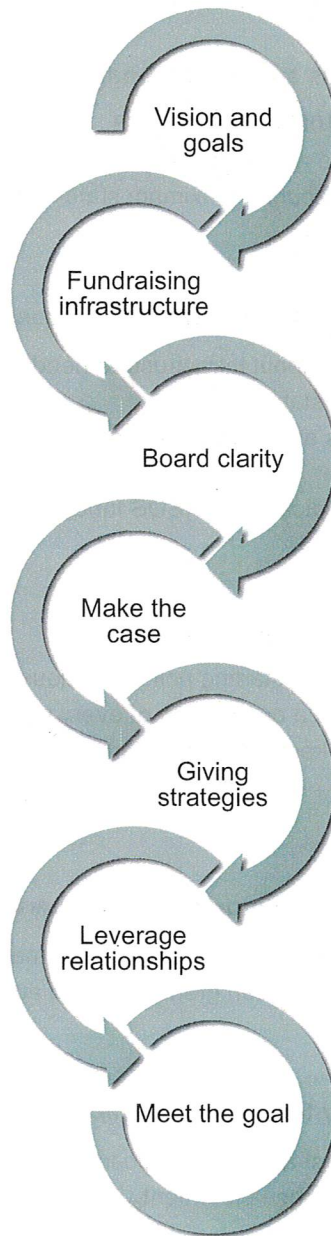 Vision and
goals
Fundraising
infrastructure
Board clarity
Make the
case
Giving
strategies
Leverage
relationships
Meet the goal